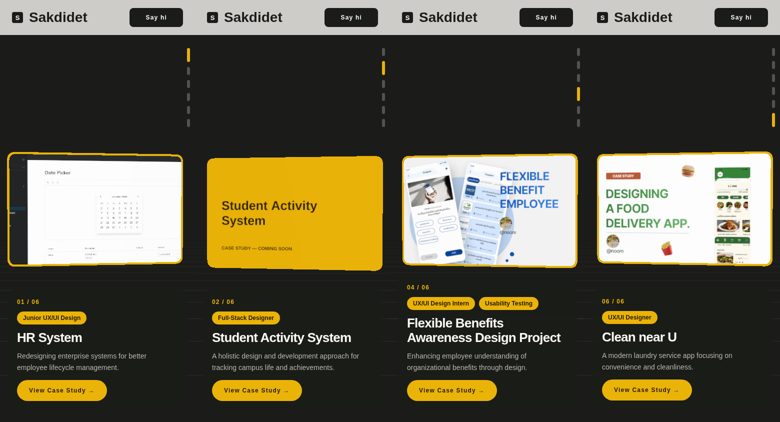 S Sakdidet
Say hi
Date Picker
01 / 06
Junior UX/UI Design
HR System
Redesigning enterprise systems for better
employee lifecycle management.
View Case Study →
S Sakdidet
Say hi
Student Activity
System
CASE STUDY — COMING SOON
02 / 06
Full-Stack Designer
Student Activity System
A holistic design and development approach for
tracking campus life and achievements.
View Case Study →
S Sakdidet
Say hi
FLEXIBLE
BENEFIT
EMPLOYEE
04 / 06
UX/UI Design Intern
Usability Testing
Flexible Benefits
Awareness Design Project
Enhancing employee understanding of
organizational benefits through design.
View Case Study →
S Sakdidet
Say hi
CASE STUDY
DESIGNING
A FOOD
DELIVERY APP.
06 / 06
UX/UI Designer
Clean near U
A modern laundry service app focusing on
convenience and cleanliness.
View Case Study →